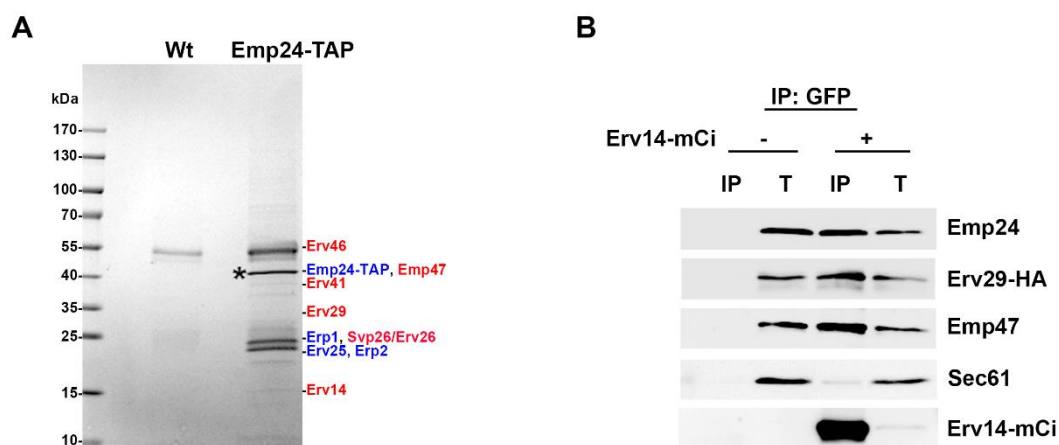 A
Wt Emp24-TAP
kDa
170-
130-
100-
70-
55-
40-
35-
25-
15-
10-
*
-Erv46
-Emp24-TAP, Emp47
-Erv41
-Erv29
-Erp1, Svp26/Erv26
-Erv25, Erp2
-Erv14
B
IP: GFP
Erv14-mCi - +
IP T IP T
Emp24
Erv29-HA
Emp47
Sec61
Erv14-mCi